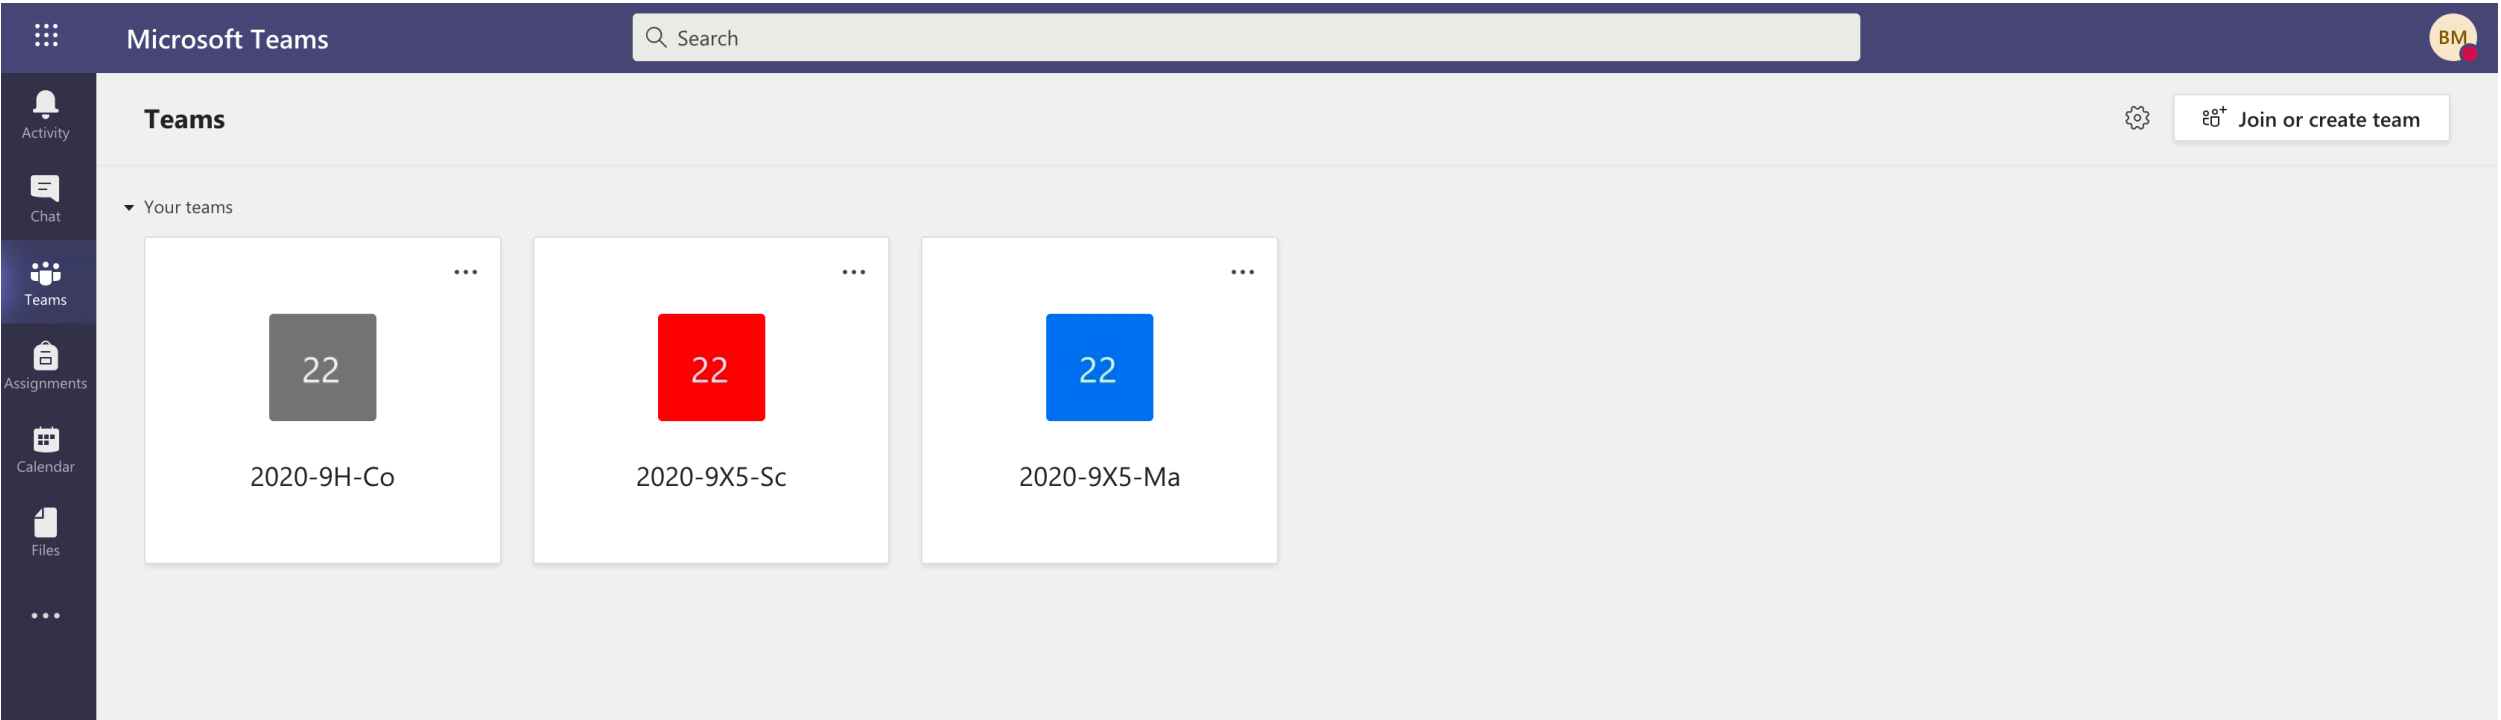 Microsoft Teams
Search
BM
Activity
Chat
Teams
Assignments
Calendar
Files
Teams
Join or create team
Your teams
22
2020-9H-Co
22
2020-9X5-Sc
22
2020-9X5-Ma